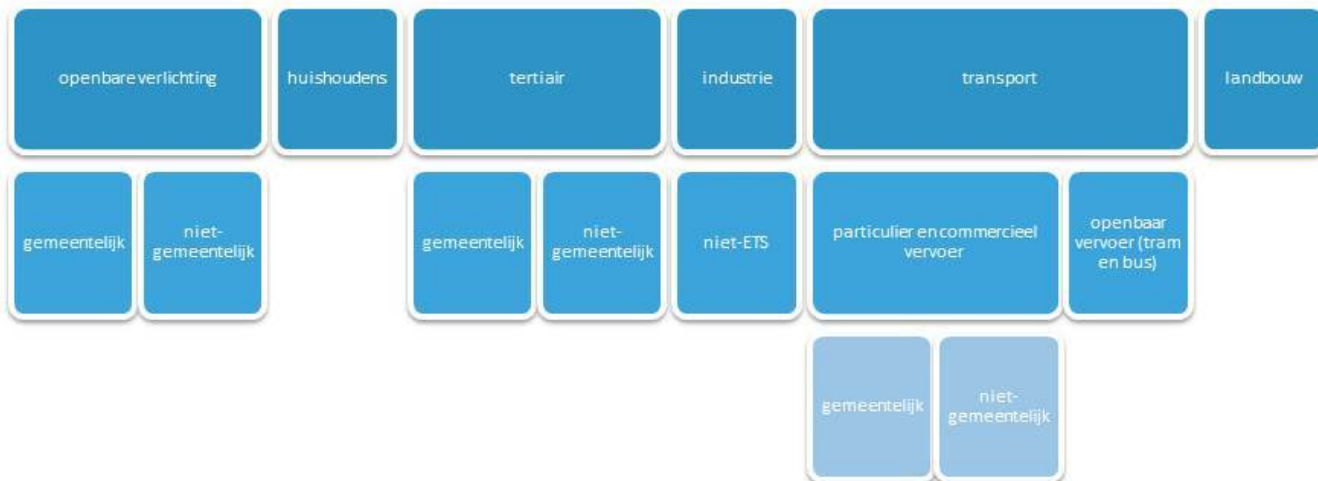 openbare verlichting
huishoudens
tertiair
industrie
transport
landbouw
gemeentelijk
niet-
gemeentelijk
gemeentelijk
niet-
gemeentelijk
niet-ETS
particulier en commercieel
vervoer
openbaar
vervoer (tram
en bus)
gemeentelijk
niet-
gemeentelijk